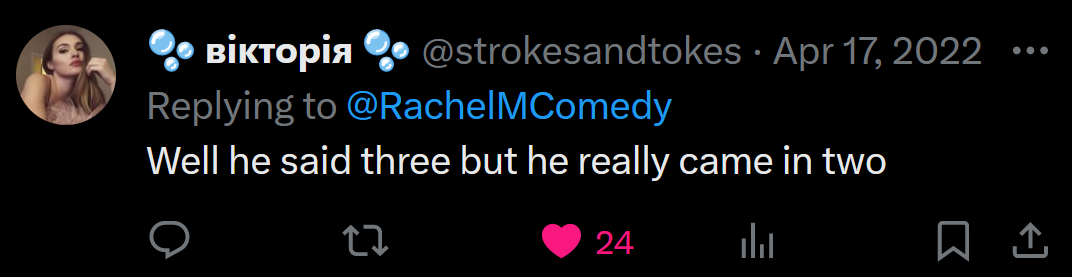 🫧 вікторія 🫧 @strokesandtokes · Apr 17, 2022 ···
Replying to @RachelMComedy
Well he said three but he really came in two
24